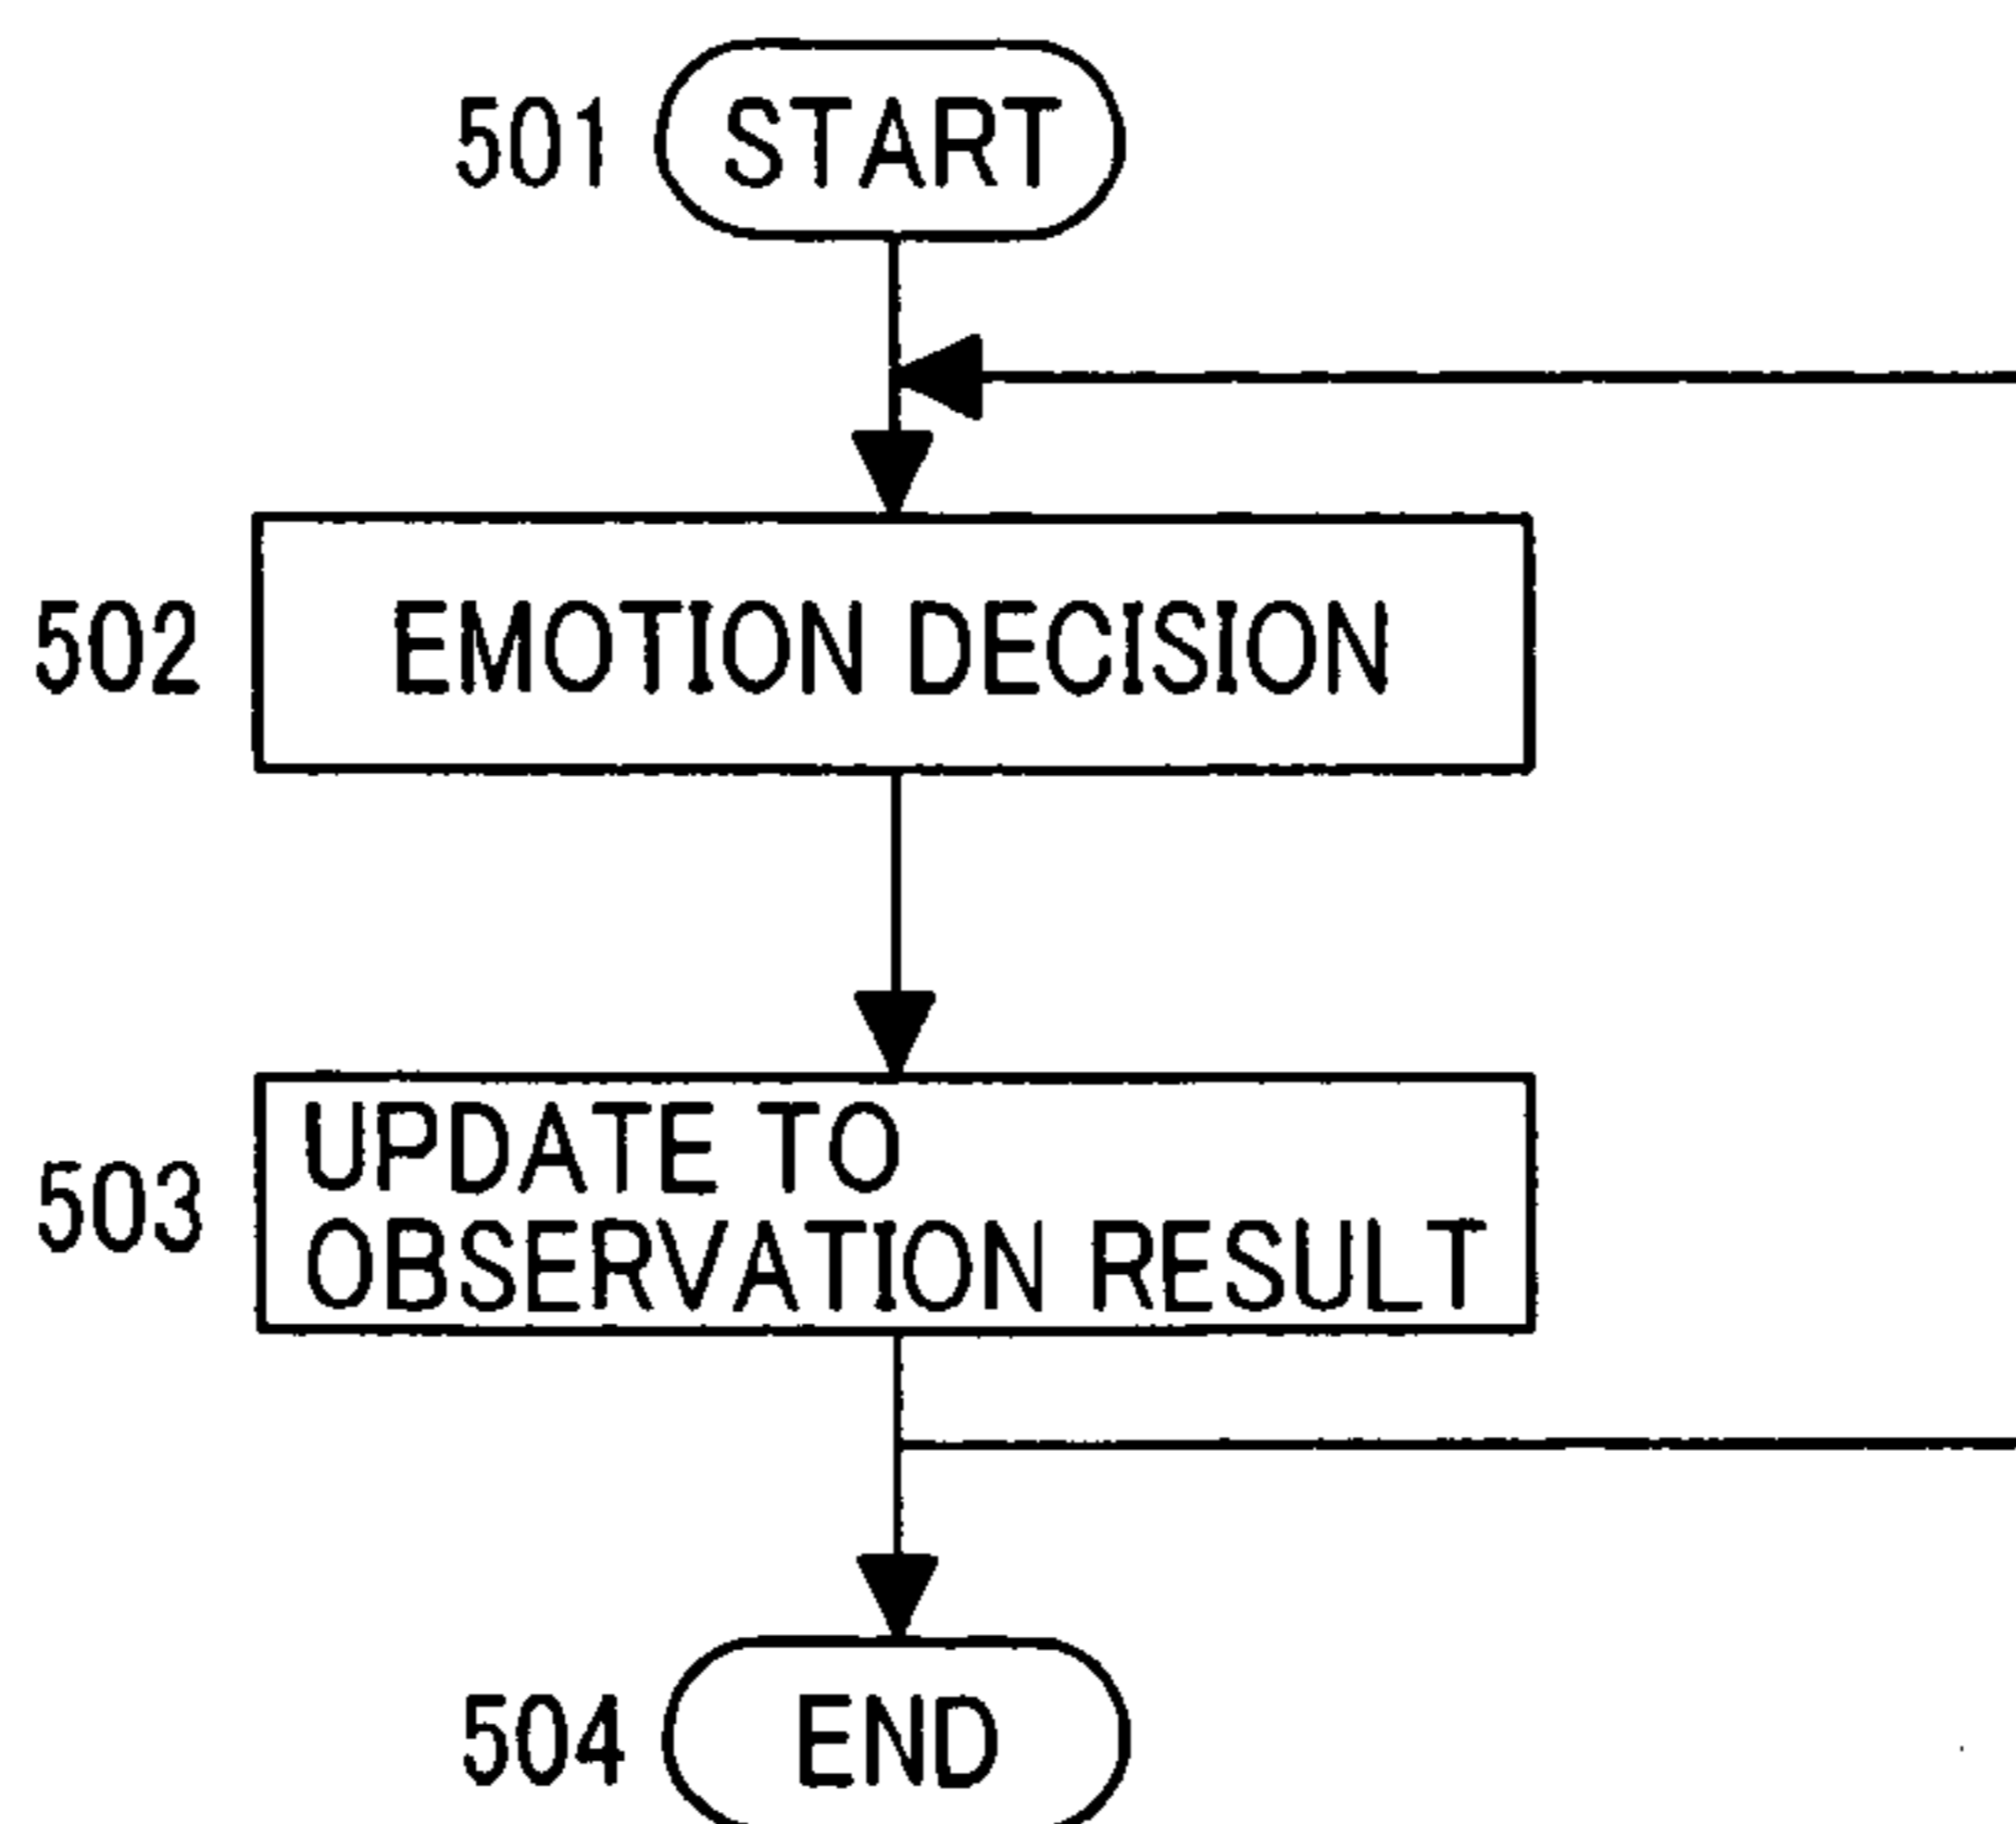 501 START
502 EMOTION DECISION
503 UPDATE TO
OBSERVATION RESULT
504 END